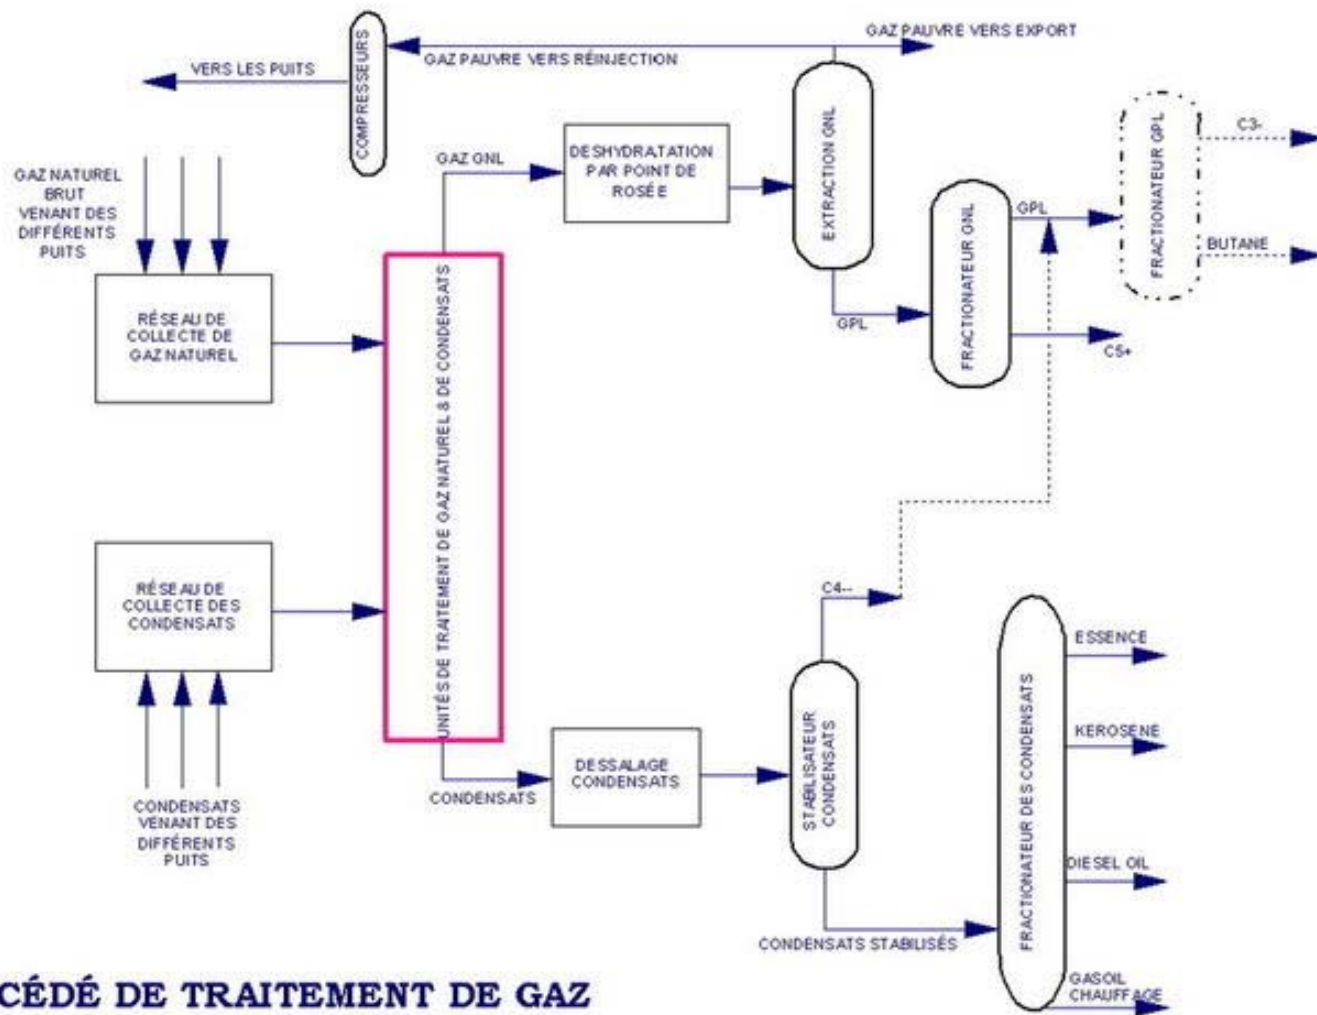 GAZ PAUVRE VERS EXPORT
GAZ PAUVRE VERS RÉINJECTION
VERS LES PUITS
COMPRESSEURS
GAZ NATUREL
BRUT
VENANT DES
DIFFÉRENTS
PUITS
GAZ GNL
DESHYDRATATION
PAR POINT DE
ROSÉE
EXTRACTION GNL
FRACTIONATEUR GNL
GPL
FRACTIONATEUR GPL
C3-
BUTANE
GPL
C5+
RÉSEAU DE
COLLECTE DE
GAZ NATUREL
UNITÉS DE TRAITEMENT DE GAZ NATUREL & DE CONDENSATS
RÉSEAU DE
COLLECTE DES
CONDENSATS
CONDENSATS
VENANT DES
DIFFÉRENTS
PUITS
CONDENSATS
DESSALAGE
CONDENSATS
C4--
STABILISATEUR
CONDENSATS
CONDENSATS STABILISÉS
FRACTIONATEUR DES CONDENSATS
ESSENCE
KEROSENE
DIESEL OIL
GASOIL
CHAUFFAGE
CÉDÉ DE TRAITEMENT DE GAZ